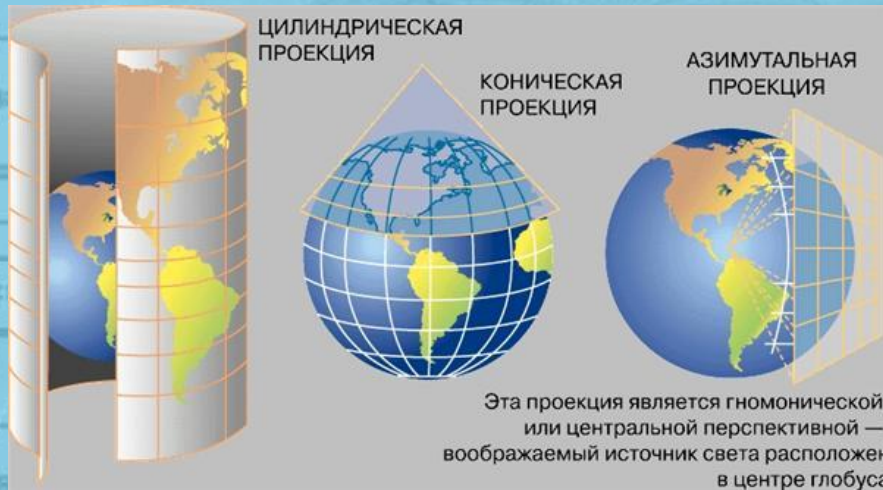 ЦИЛИНДРИЧЕСКАЯ
ПРОЕКЦИЯ
КОНИЧЕСКАЯ
ПРОЕКЦИЯ
АЗИМУТАЛЬНАЯ
ПРОЕКЦИЯ
Эта проекция является гномонической
или центральной перспективной —
воображаемый источник света расположен
в центре глобуса